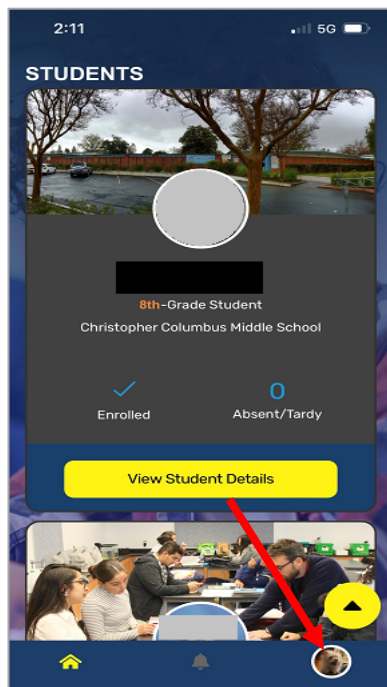 2:11
5G
STUDENTS
8th-Grade Student
Christopher Columbus Middle School
0
Enrolled
Absent/Tardy
View Student Details